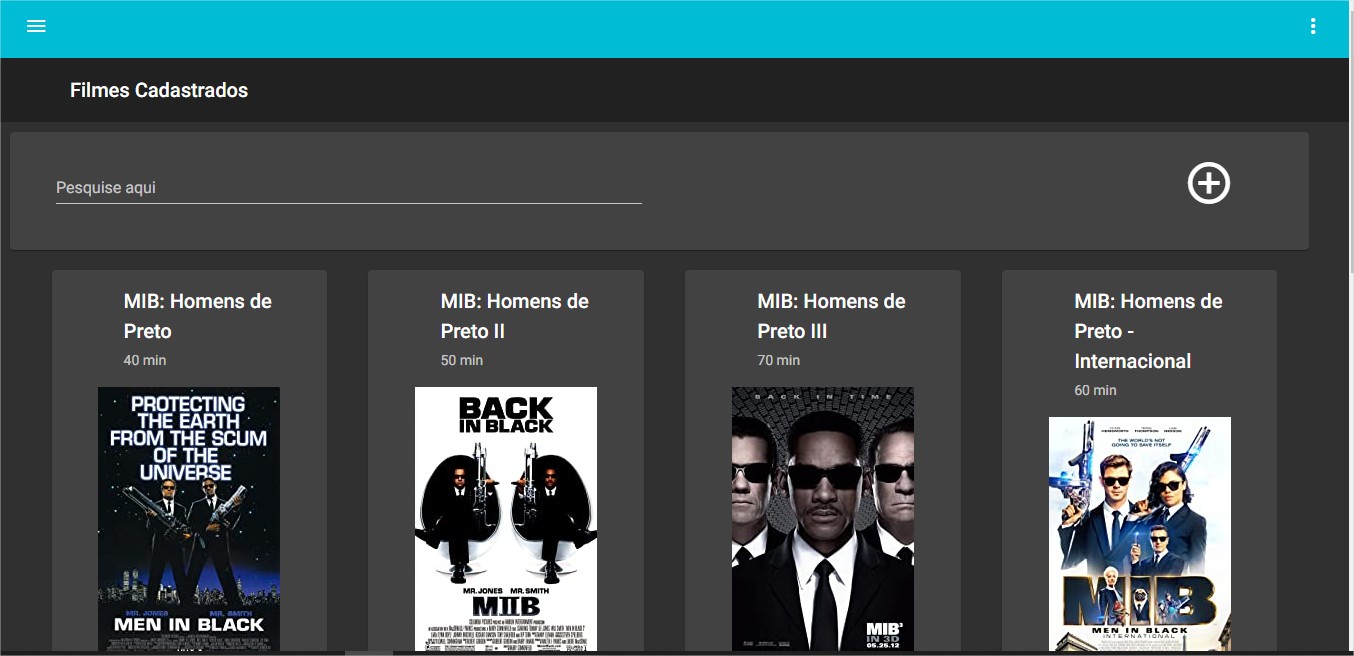 Filmes Cadastrados
Pesquise aqui
MIB: Homens de
Preto
40 min
PROTECTING
THE EARTH
FROM THE SCUM
OF THE
UNIVERSE
MR. JONES MR. SMITH
MEN IN BLACK
MIB: Homens de
Preto II
50 min
BACK
IN BLACK
MR. JONES MR. SMITH
MIIB
MIB: Homens de
Preto III
70 min
BACK IN TIME
MIB³
IN 3D
05.25.12
MIB: Homens de
Preto -
Internacional
60 min
THE WORLD'S NOT
GOING TO SAVE ITSELF
MIB
MEN IN BLACK
INTERNATIONAL